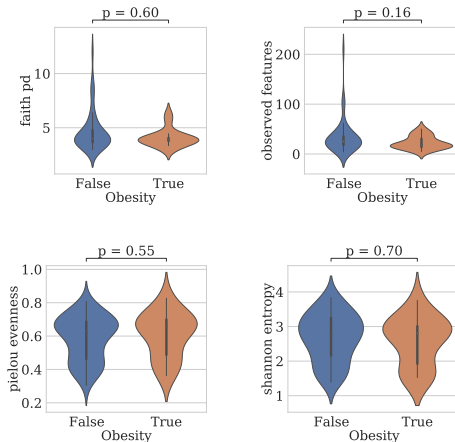 p = 0.60
10
5
faith pd
False True
Obesity
p = 0.16
200
100
0
observed features
False True
Obesity
p = 0.55
1.0
0.8
0.6
0.4
0.2
pielou evenness
False True
Obesity
p = 0.70
4
3
2
1
shannon entropy
False True
Obesity